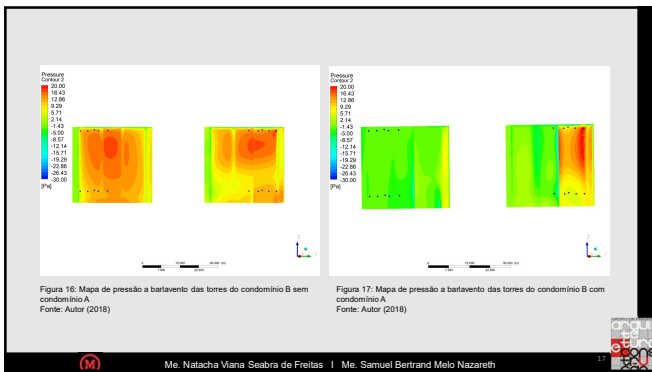 Pressure
Contour 2
20.00
16.43
12.86
9.29
5.71
2.14
-1.43
-5.00
-8.57
-12.14
-15.71
-19.29
-22.86
-26.43
-30.00
[Pa]
Pressure
Contour 2
20.00
16.43
12.86
9.29
5.71
2.14
-1.43
-5.00
-8.57
-12.14
-15.71
-19.29
-22.86
-26.43
-30.00
[Pa]
Figura 16: Mapa de pressão a barlavento das torres do condomínio B sem
condomínio A
Fonte: Autor (2018)
Figura 17: Mapa de pressão a barlavento das torres do condomínio B com
condomínio A
Fonte: Autor (2018)
17
M
Me. Natacha Viana Seabra de Freitas I Me. Samuel Bertrand Melo Nazareth